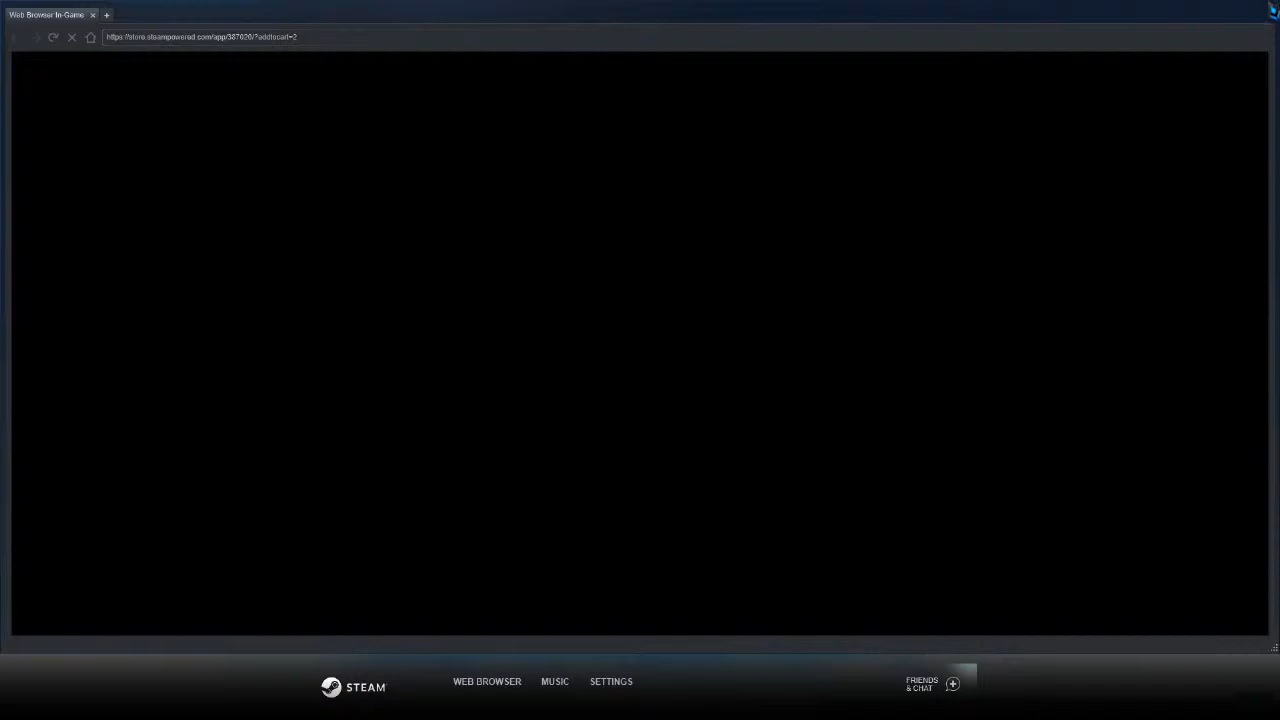 Web Browser In-Game
https://store.steampowered.com/app/387020/?addtocart=2
STEAM
WEB BROWSER
MUSIC
SETTINGS
FRIENDS
& CHAT